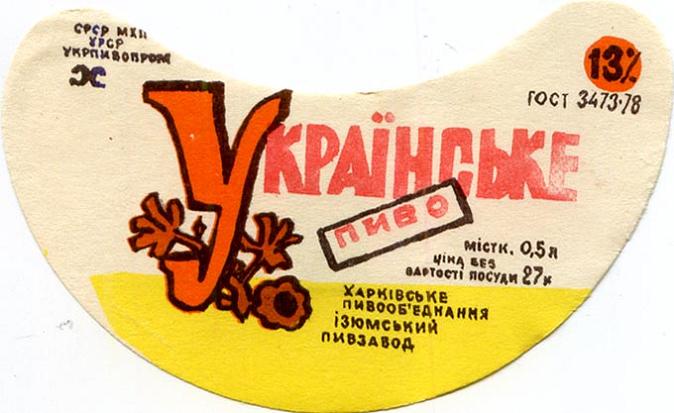 СРСР МХП
УРСР
УКРПИВОПРОМ
13%
ГОСТ 3473-78
УКРАЇНСЬКЕ
ПИВО
МІСТК. 0,5 л
ЦІНА БЕЗ
ВАРТОСТІ ПОСУДИ 27к
ХАРКІВСЬКЕ
ПИВООБ'ЄДНАННЯ
ІЗЮМСЬКИЙ
ПИВЗАВОД